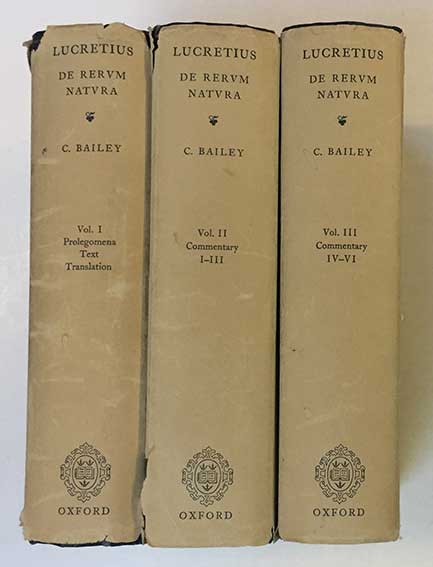 LUCRETIUS
DE RERVM
NATVRA
C. BAILEY
Vol. I
Prolegomena
Text
Translation
OXFORD
LUCRETIUS
DE RERVM
NATVRA
C. BAILEY
Vol. II
Commentary
I–III
OXFORD
LUCRETIUS
DE RERVM
NATVRA
C. BAILEY
Vol. III
Commentary
IV–VI
OXFORD